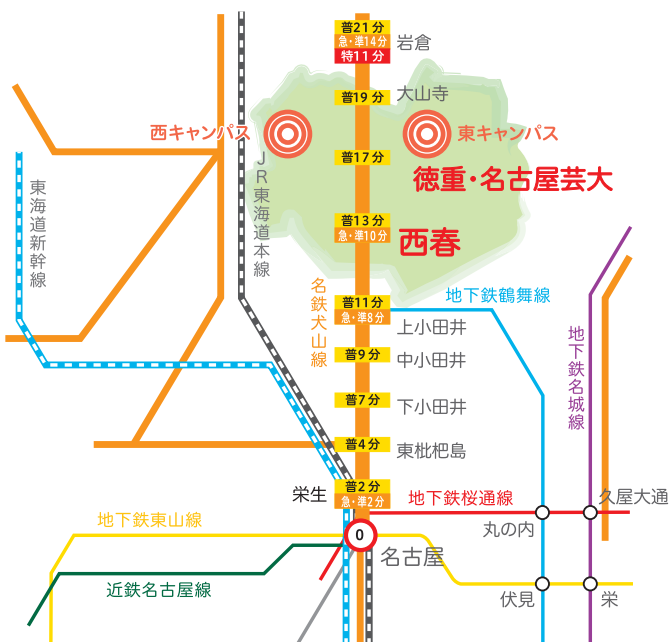 普21分
急・準14分
特11分
岩倉
普19分
大山寺
西キャンパス
東キャンパス
普17分
徳重・名古屋芸大
JR東海道本線
東海道新幹線
普13分
急・準10分
西春
名鉄犬山線
普11分
急・準8分
地下鉄鶴舞線
上小田井
地下鉄名城線
普9分
中小田井
普7分
下小田井
普4分
東枇杷島
栄生
普2分
急・準2分
地下鉄桜通線
久屋大通
地下鉄東山線
0
丸の内
名古屋
近鉄名古屋線
伏見
栄